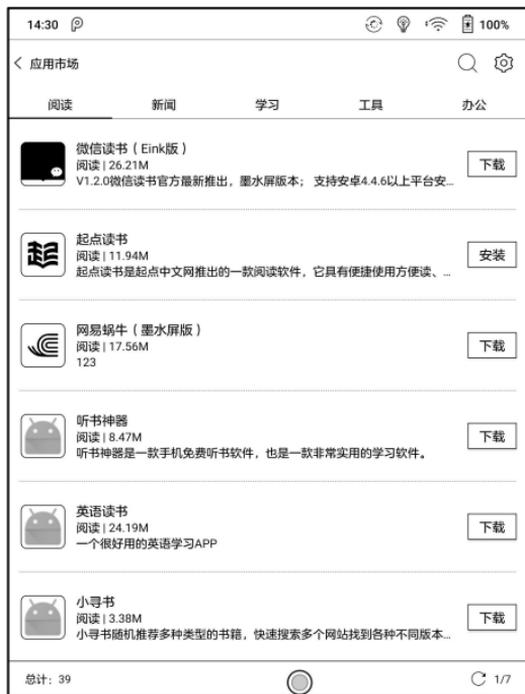 14:30 100%
应用市场
阅读 新闻 学习 工具 办公
微信读书（Eink版）
阅读 | 26.21M
V1.2.0微信读书官方最新推出，墨水屏版本； 支持安卓4.4.6以上平台安...
下载
起点读书
阅读 | 11.94M
起点读书是起点中文网推出的一款阅读软件，它具有便捷使用方便读、...
安装
网易蜗牛（墨水屏版）
阅读 | 17.56M
123
下载
听书神器
阅读 | 8.47M
听书神器是一款手机免费听书软件，也是一款非常实用的学习软件。
下载
英语读书
阅读 | 24.19M
一个很好用的英语学习APP
下载
小寻书
阅读 | 3.38M
小寻书随机推荐多种类型的书籍，快速搜索多个网站找到各种不同版本...
下载
总计：39 1/7